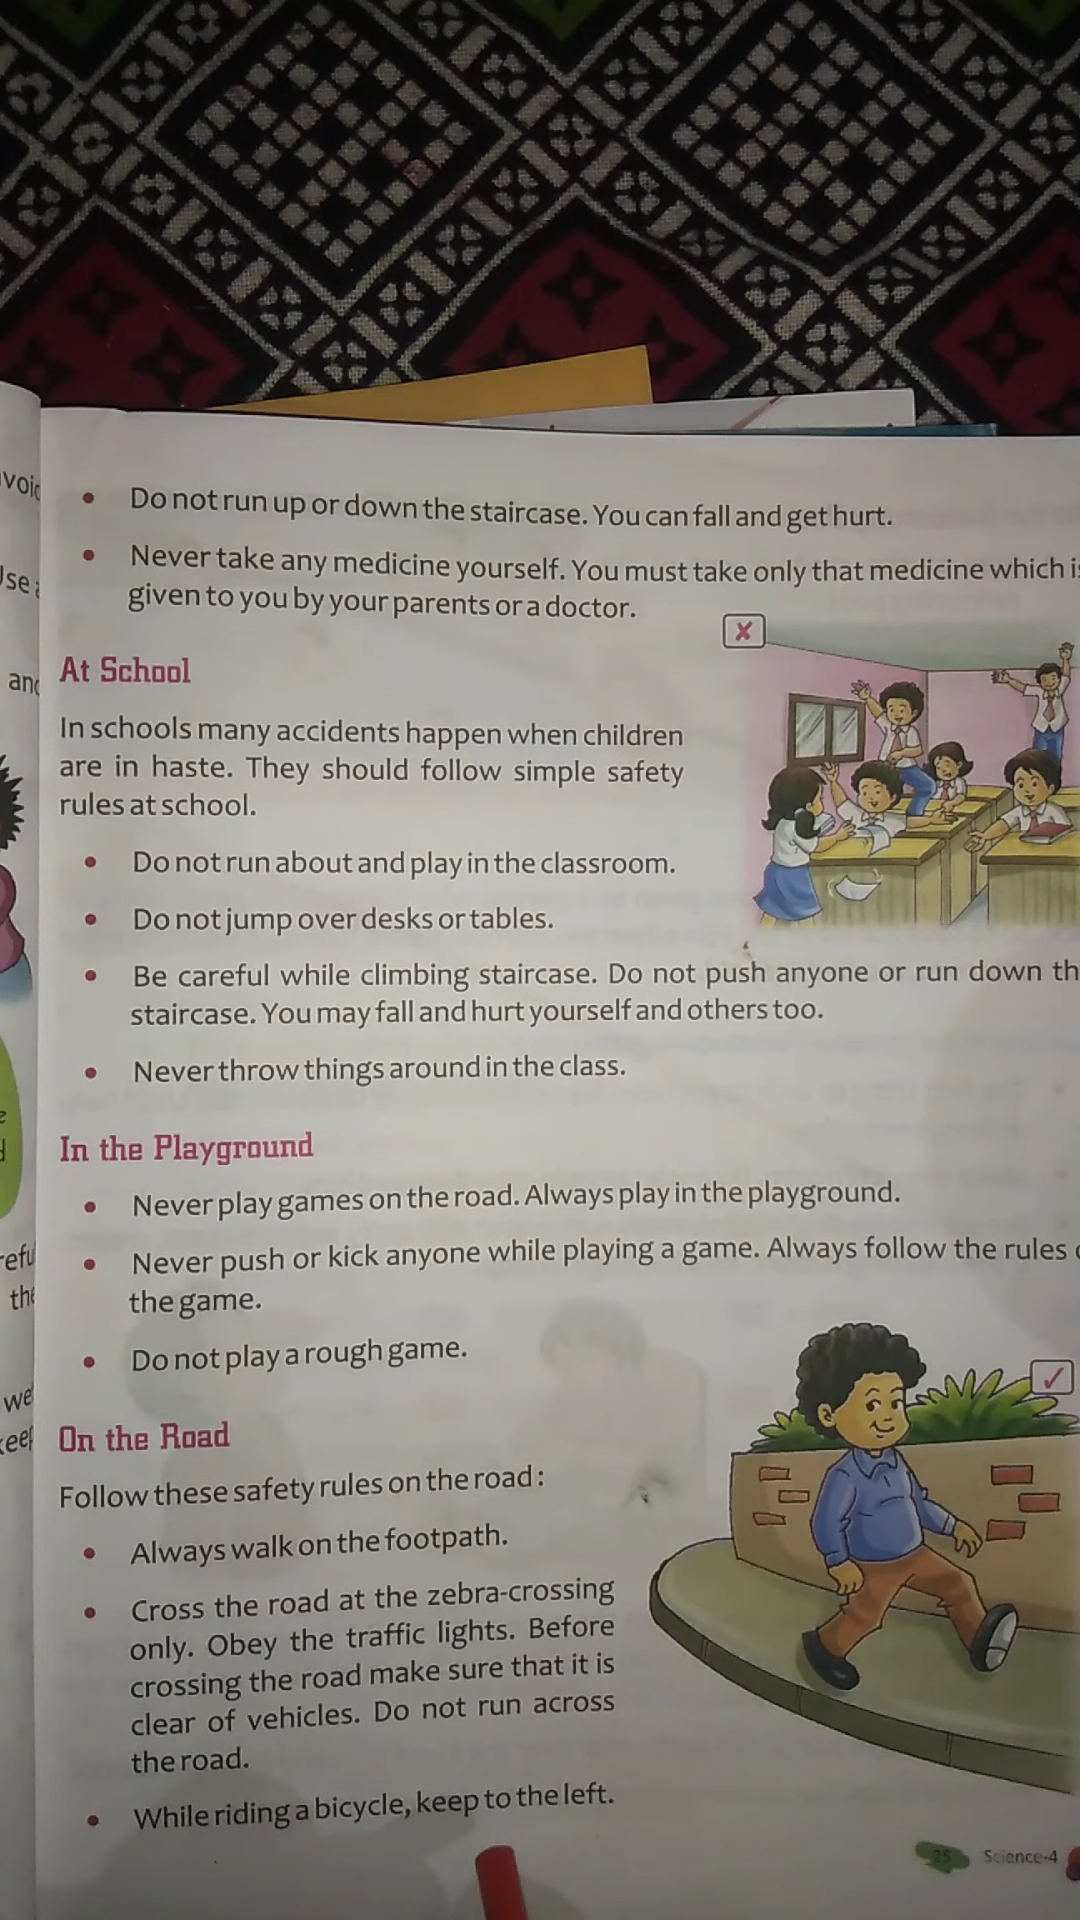 Do not run up or down the staircase. You can fall and get hurt.
Never take any medicine yourself. You must take only that medicine which
given to you by your parents or a doctor.
At School
In schools many accidents happen when children
are in haste. They should follow simple safety
rules at school.
Do not run about and play in the classroom.
Do not jump over desks or tables.
Be careful while climbing staircase. Do not push anyone or run down
staircase. You may fall and hurt yourself and others too.
Never throw things around in the class.
In the Playground
Never play games on the road. Always play in the playground.
Never push or kick anyone while playing a game. Always follow the rules
the game.
Do not play a rough game.
On the Road
Follow these safety rules on the road:
Always walk on the footpath.
Cross the road at the zebra-crossing
only. Obey the traffic lights. Before
crossing the road make sure that it is
clear of vehicles. Do not run across
the road.
While riding a bicycle, keep to the left.
25 Science-4